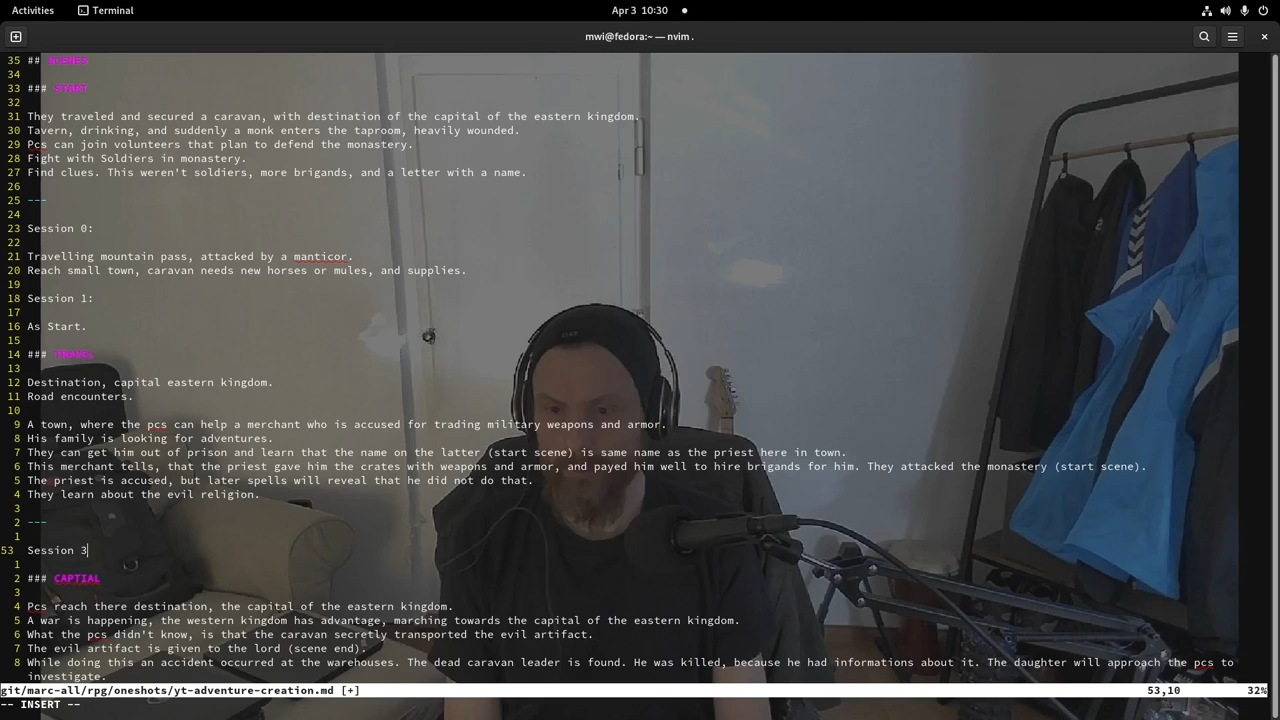 Activities
Terminal
Apr 3 10:30
mwi@fedora:~ — nvim .
35 ## SCENES
34
33 ### START
32
31 They traveled and secured a caravan, with destination of the capital of the eastern kingdom.
30 Tavern, drinking, and suddenly a monk enters the taproom, heavily wounded.
29 Pcs can join volunteers that plan to defend the monastery.
28 Fight with Soldiers in monastery.
27 Find clues. This weren't soldiers, more brigands, and a letter with a name.
26
25 ---
24
23 Session 0:
22
21 Travelling mountain pass, attacked by a manticor.
20 Reach small town, caravan needs new horses or mules, and supplies.
19
18 Session 1:
17
16 As Start.
15
14 ### TRAVEL
13
12 Destination, capital eastern kingdom.
11 Road encounters.
10
9 A town, where the pcs can help a merchant who is accused for trading military weapons and armor.
8 His family is looking for adventures.
7 They can get him out of prison and learn that the name on the latter (start scene) is same name as the priest here in town.
6 This merchant tells, that the priest gave him the crates with weapons and armor, and payed him well to hire brigands for him. They attacked the monastery (start scene).
5 The priest is accused, but later spells will reveal that he did not do that.
4 They learn about the evil religion.
3
2 ---
1
53 Session 3
1
2 ### CAPTIAL
3
4 Pcs reach there destination, the capital of the eastern kingdom.
5 A war is happening, the western kingdom has advantage, marching towards the capital of the eastern kingdom.
6 What the pcs didn't know, is that the caravan secretly transported the evil artifact.
7 The evil artifact is given to the lord (scene end).
8 While doing this an accident occurred at the warehouses. The dead caravan leader is found. He was killed, because he had informations about it. The daughter will approach the pcs to
investigate.
git/marc-all/rpg/oneshots/yt-adventure-creation.md [+] 53,10 32%
-- INSERT --